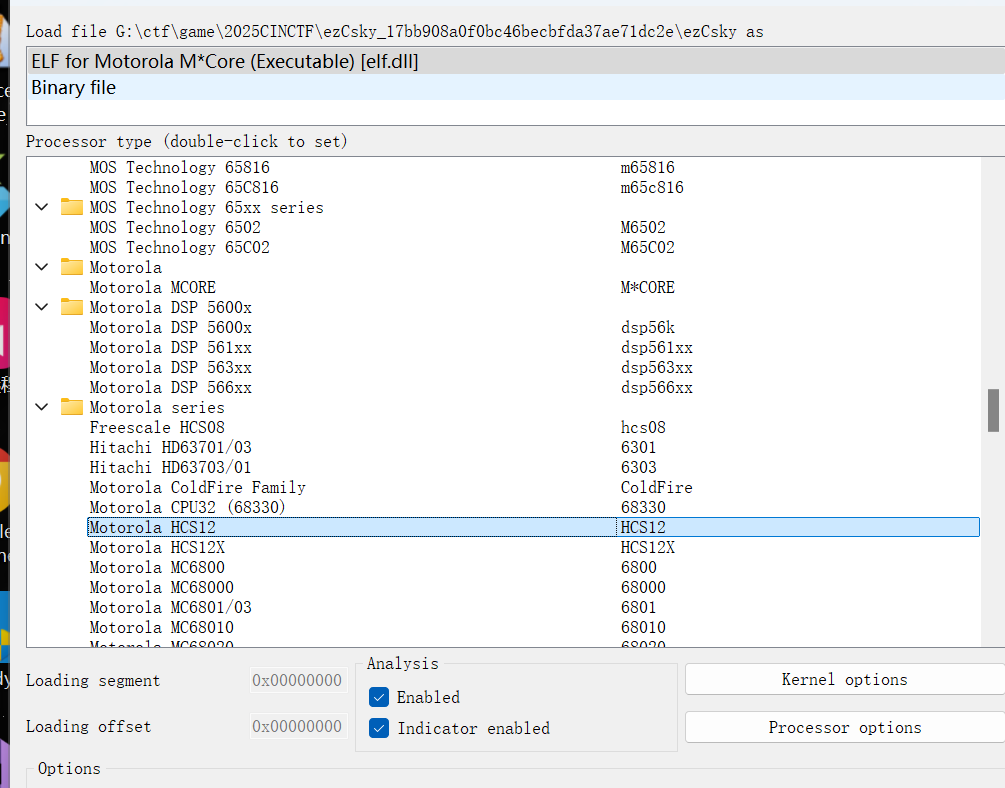 Load file G:\ctf\game\2025CINCTF\ezCsky_17bb908a0f0bc46becbfda37ae71dc2e\ezCsky as
ELF for Motorola M*Core (Executable) [elf.dll]
Binary file
Processor type (double-click to set)
MOS Technology 65816 m65816
MOS Technology 65C816 m65c816
MOS Technology 65xx series
MOS Technology 6502 M6502
MOS Technology 65C02 M65C02
Motorola
Motorola MCORE M*CORE
Motorola DSP 5600x
Motorola DSP 5600x dsp56k
Motorola DSP 561xx dsp561xx
Motorola DSP 563xx dsp563xx
Motorola DSP 566xx dsp566xx
Motorola series
Freescale HCS08 hcs08
Hitachi HD63701/03 6301
Hitachi HD63703/01 6303
Motorola ColdFire Family ColdFire
Motorola CPU32 (68330) 68330
Motorola HCS12 HCS12
Motorola HCS12X HCS12X
Motorola MC6800 6800
Motorola MC68000 68000
Motorola MC6801/03 6801
Motorola MC68010 68010
Motorola MC68020 68020
Loading segment 0x00000000
Loading offset 0x00000000
Analysis
Enabled
Indicator enabled
Kernel options
Processor options
Options